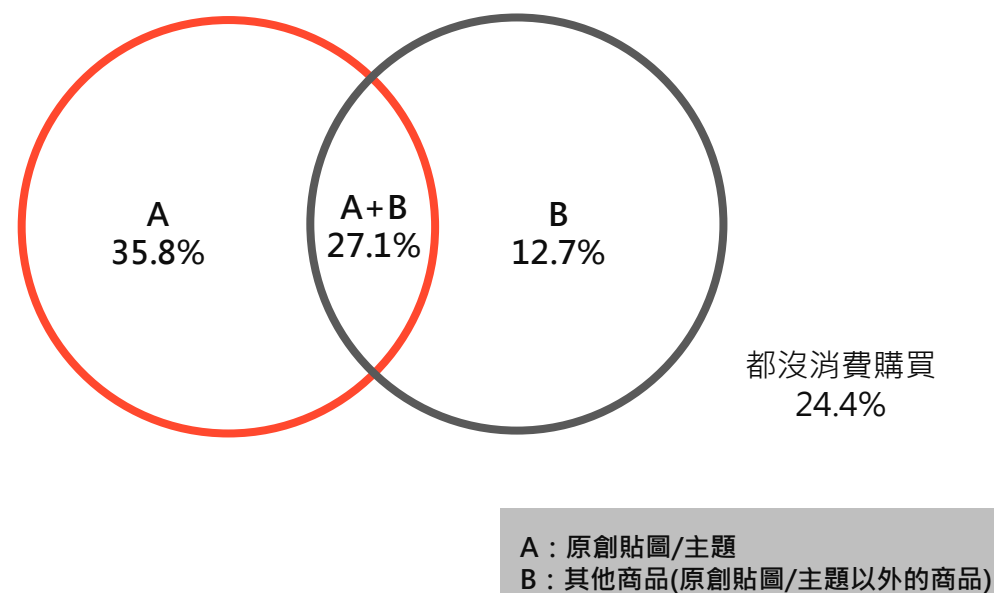 A
35.8%
A+B
27.1%
B
12.7%
都沒消費購買
24.4%
A：原創貼圖/主題
B：其他商品(原創貼圖/主題以外的商品)